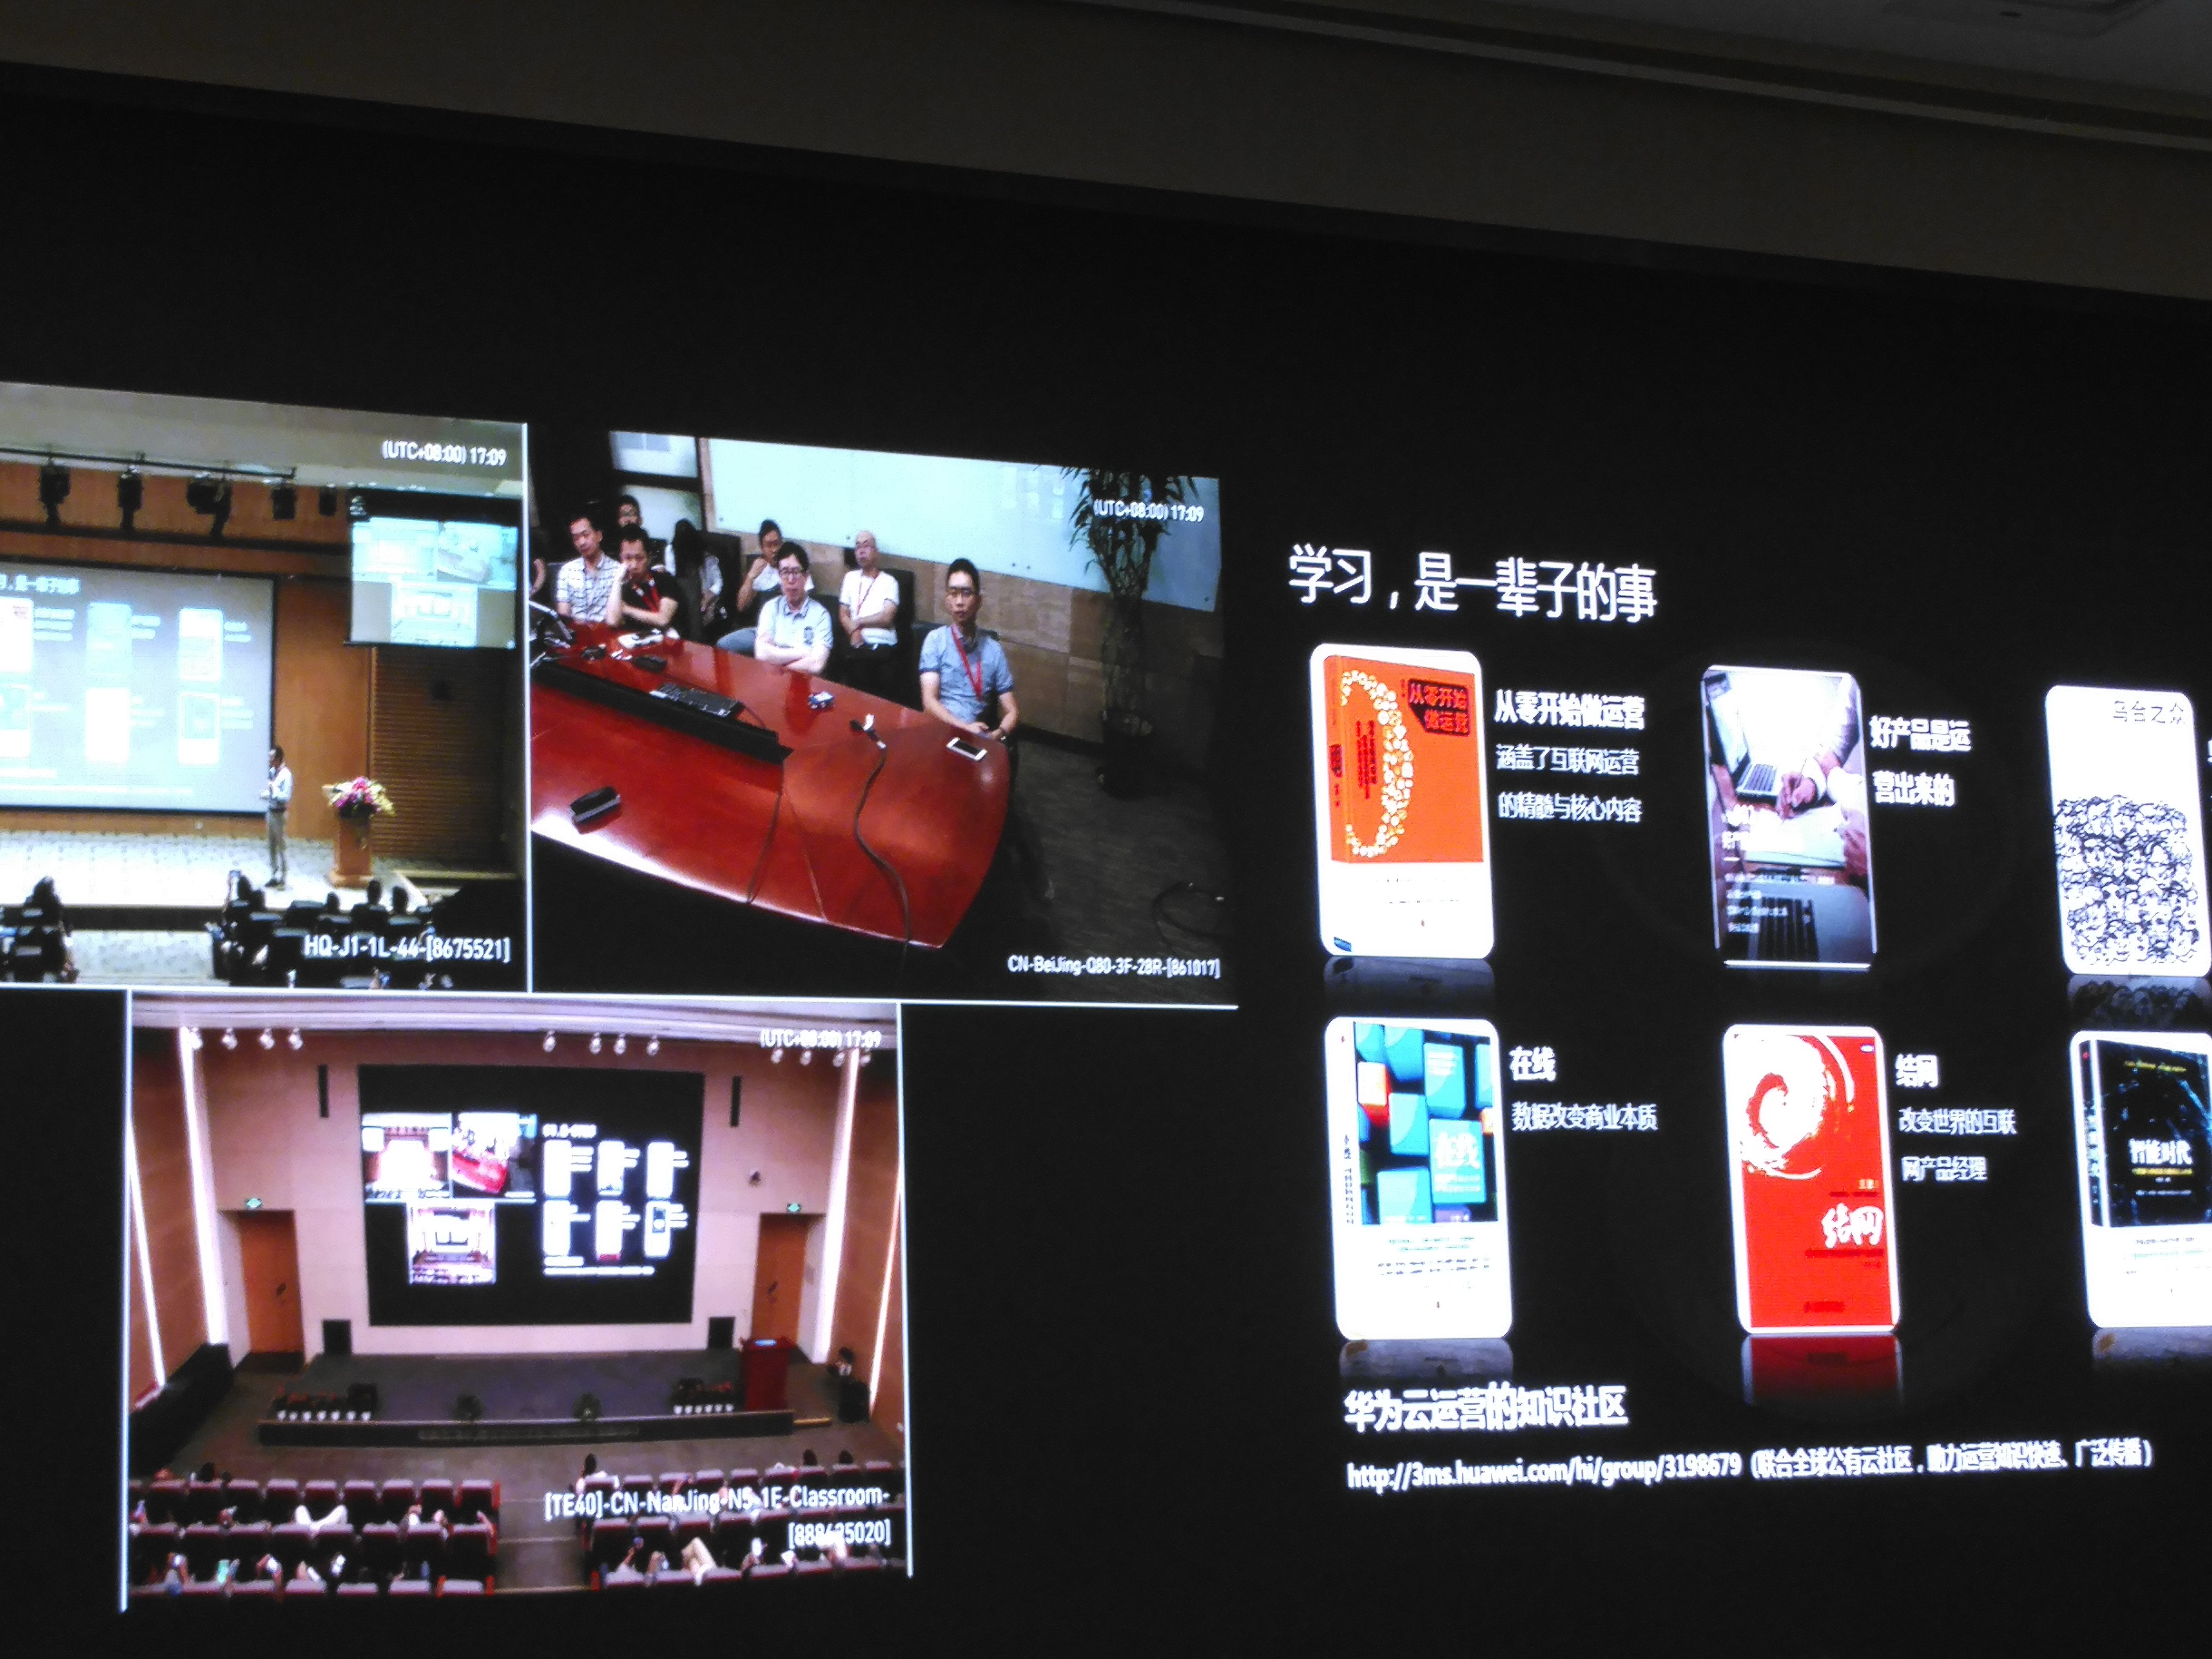 (UTC+08:00) 17:09
HQ-J1-1L-44-[8675521]
(UTC+08:00) 17:09
CN-BeiJing-Q80-3F-28R-[861017]
(UTC+08:00) 17:09
[TE40]-CN-NanJing-N5-1E-Classroom-
[888635020]
学习，是一辈子的事
从零开始
做运营
从零开始做运营
涵盖了互联网运营
的精髓与核心内容
好产品是运
营出来的
乌合之众
在线
在线
数据改变商业本质
结网
结网
改变世界的互联
网产品经理
智能时代
华为云运营的知识社区
http://3ms.huawei.com/hi/group/3198679（联合全球公有云社区，助力运营知识快速、广泛传播）